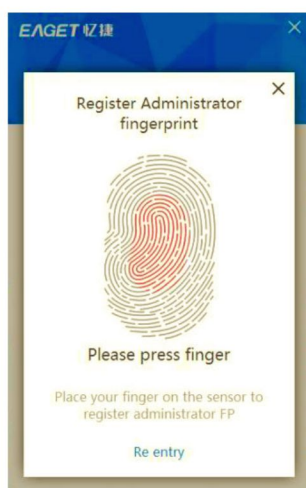 EAGET 忆捷
Register Administrator
fingerprint
Please press finger
Place your finger on the sensor to
register administrator FP
Re entry